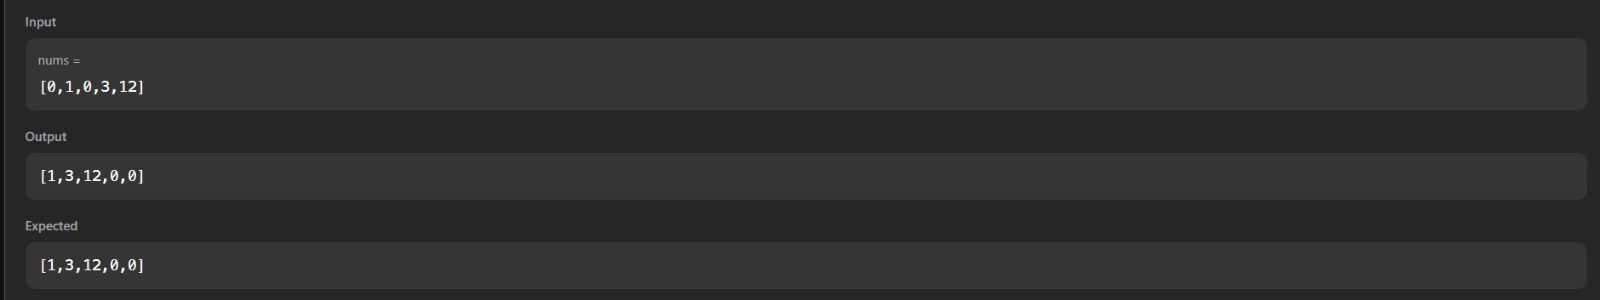 Input
nums =
[0,1,0,3,12]
Output
[1,3,12,0,0]
Expected
[1,3,12,0,0]